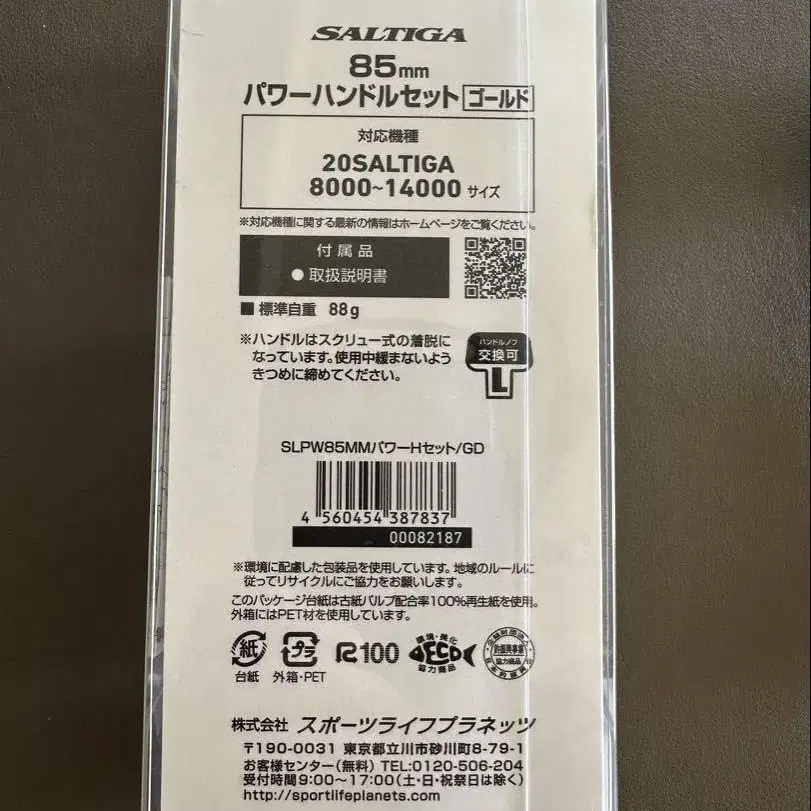 SALTIGA
85mm
パワーハンドルセット ゴールド
対応機種
20SALTIGA
8000~14000 サイズ
※対応機種に関する最新の情報はホームページをご覧ください。
付属品
● 取扱説明書
■ 標準自重 88g
※ハンドルはスクリュー式の着脱に
なっています。使用中緩まないよう
きつめに締めてください。
ハンドルノブ
交換可
L
SLPW85MMパワーHセット/GD
4 560454 387837
00082187
※環境に配慮した包装品を使用しています。地域のルールに
従ってリサイクルにご協力をお願いします。
このパッケージ台紙は古紙パルプ配合率100%再生紙を使用。
外箱にはPET材を使用しています。
紙
台紙
プラ
外箱・PET
R100
環境・美化
ECO
協力商品
株式会社 スポーツライフプラネッツ
〒190-0031 東京都立川市砂川町8-79-1
お客様センター(無料) TEL:0120-506-204
受付時間9:00~17:00(土・日・祝祭日は除く)
http://sportlifeplanets.com/